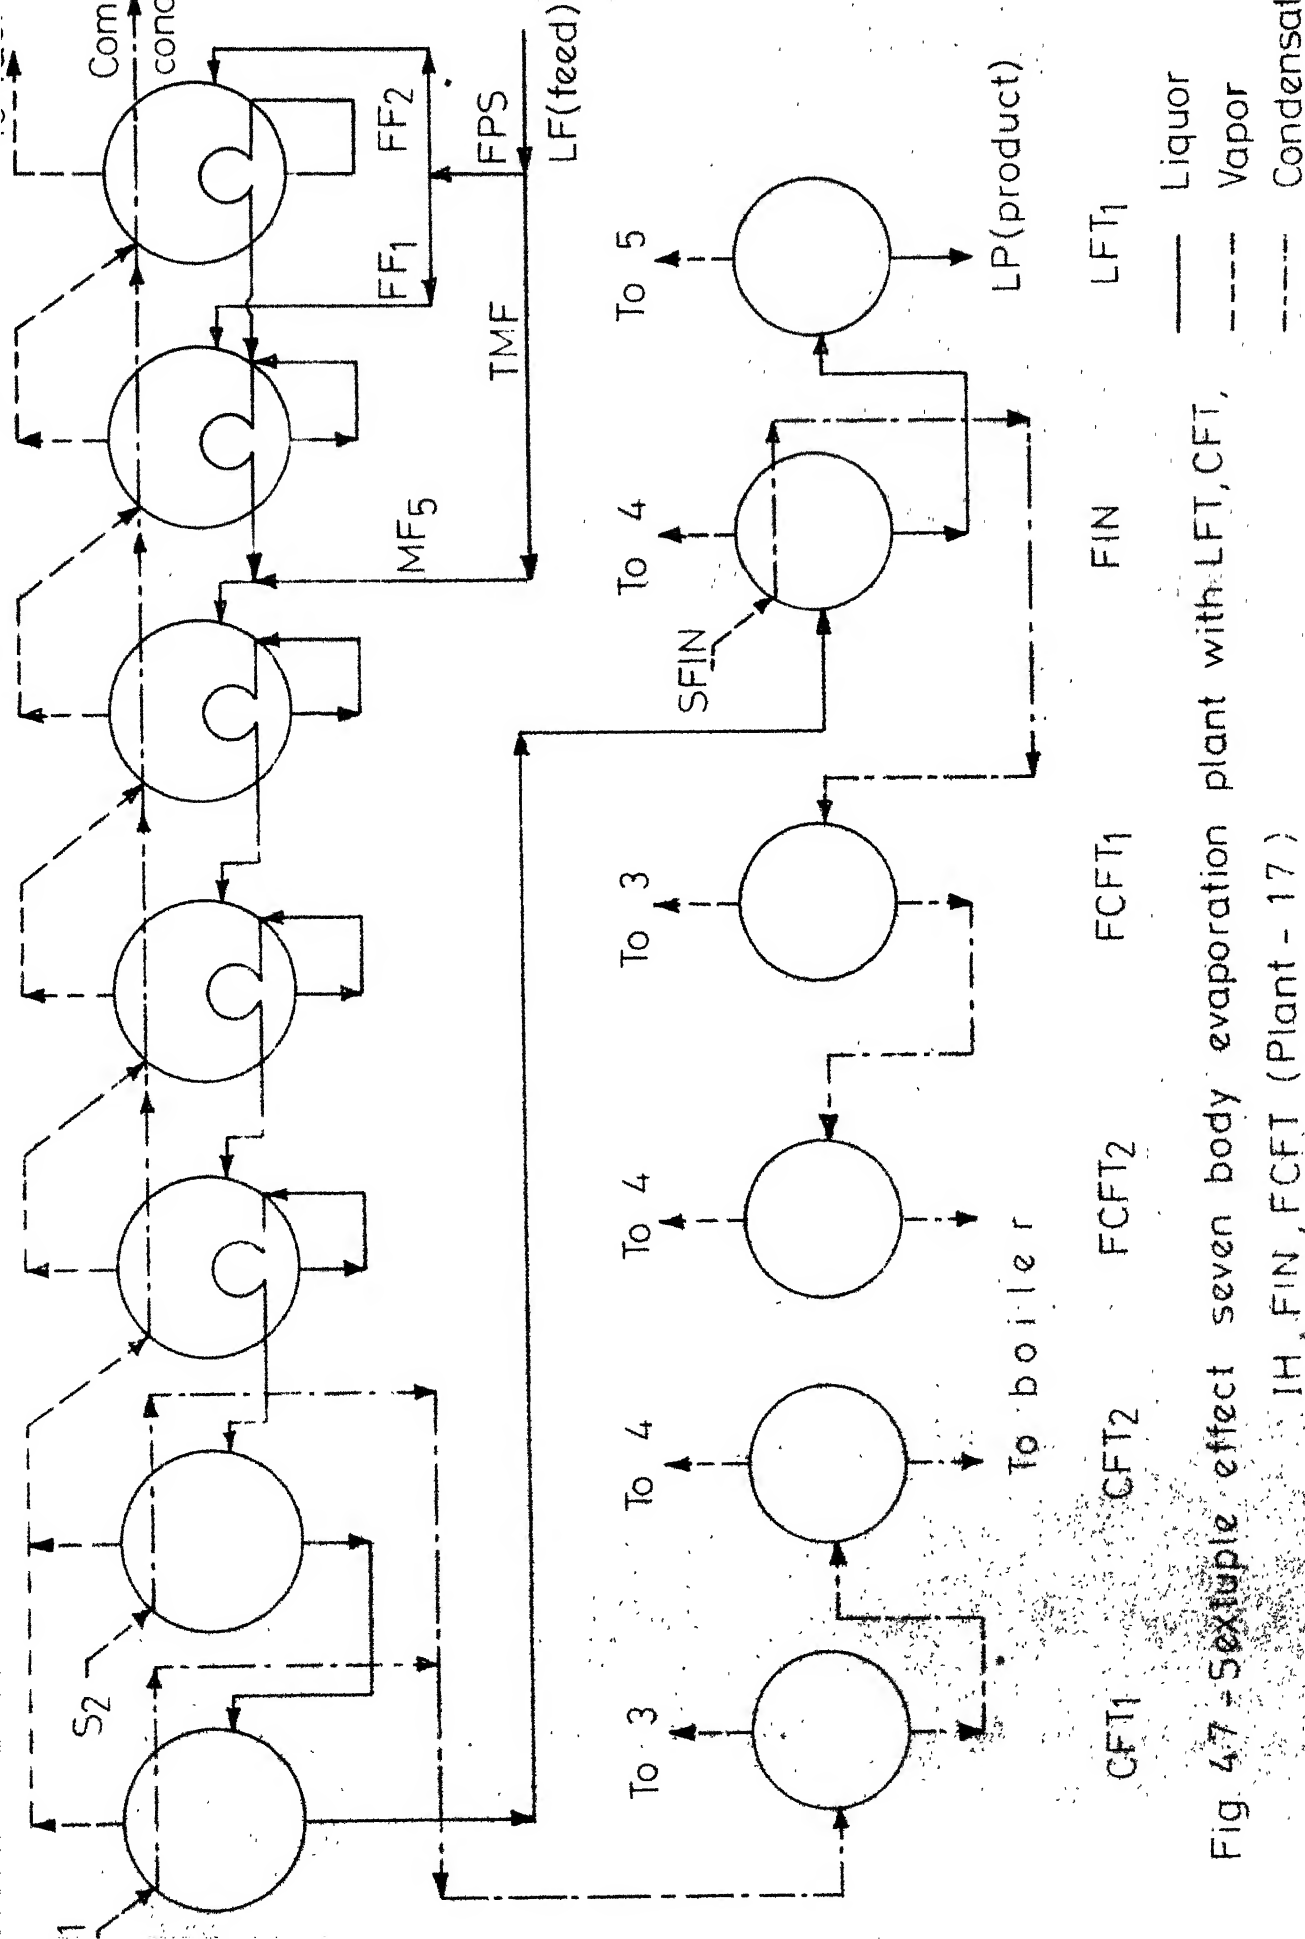 1
S2
Com
cond
MF5
FF1
FF2
TMF
FPS
LF(feed)
To 3
To 4
To 4
To 3
SFIN
To 4
To 5
To boiler
LP(product)
CFT1
CFT2
FCFT2
FCFT1
FIN
LFT1
Liquor
Vapor
Condensat
Fig. 4.7 - Sextuple effect seven body evaporation plant with LFT, CFT,
IH, FIN, FCFT (Plant - 17)